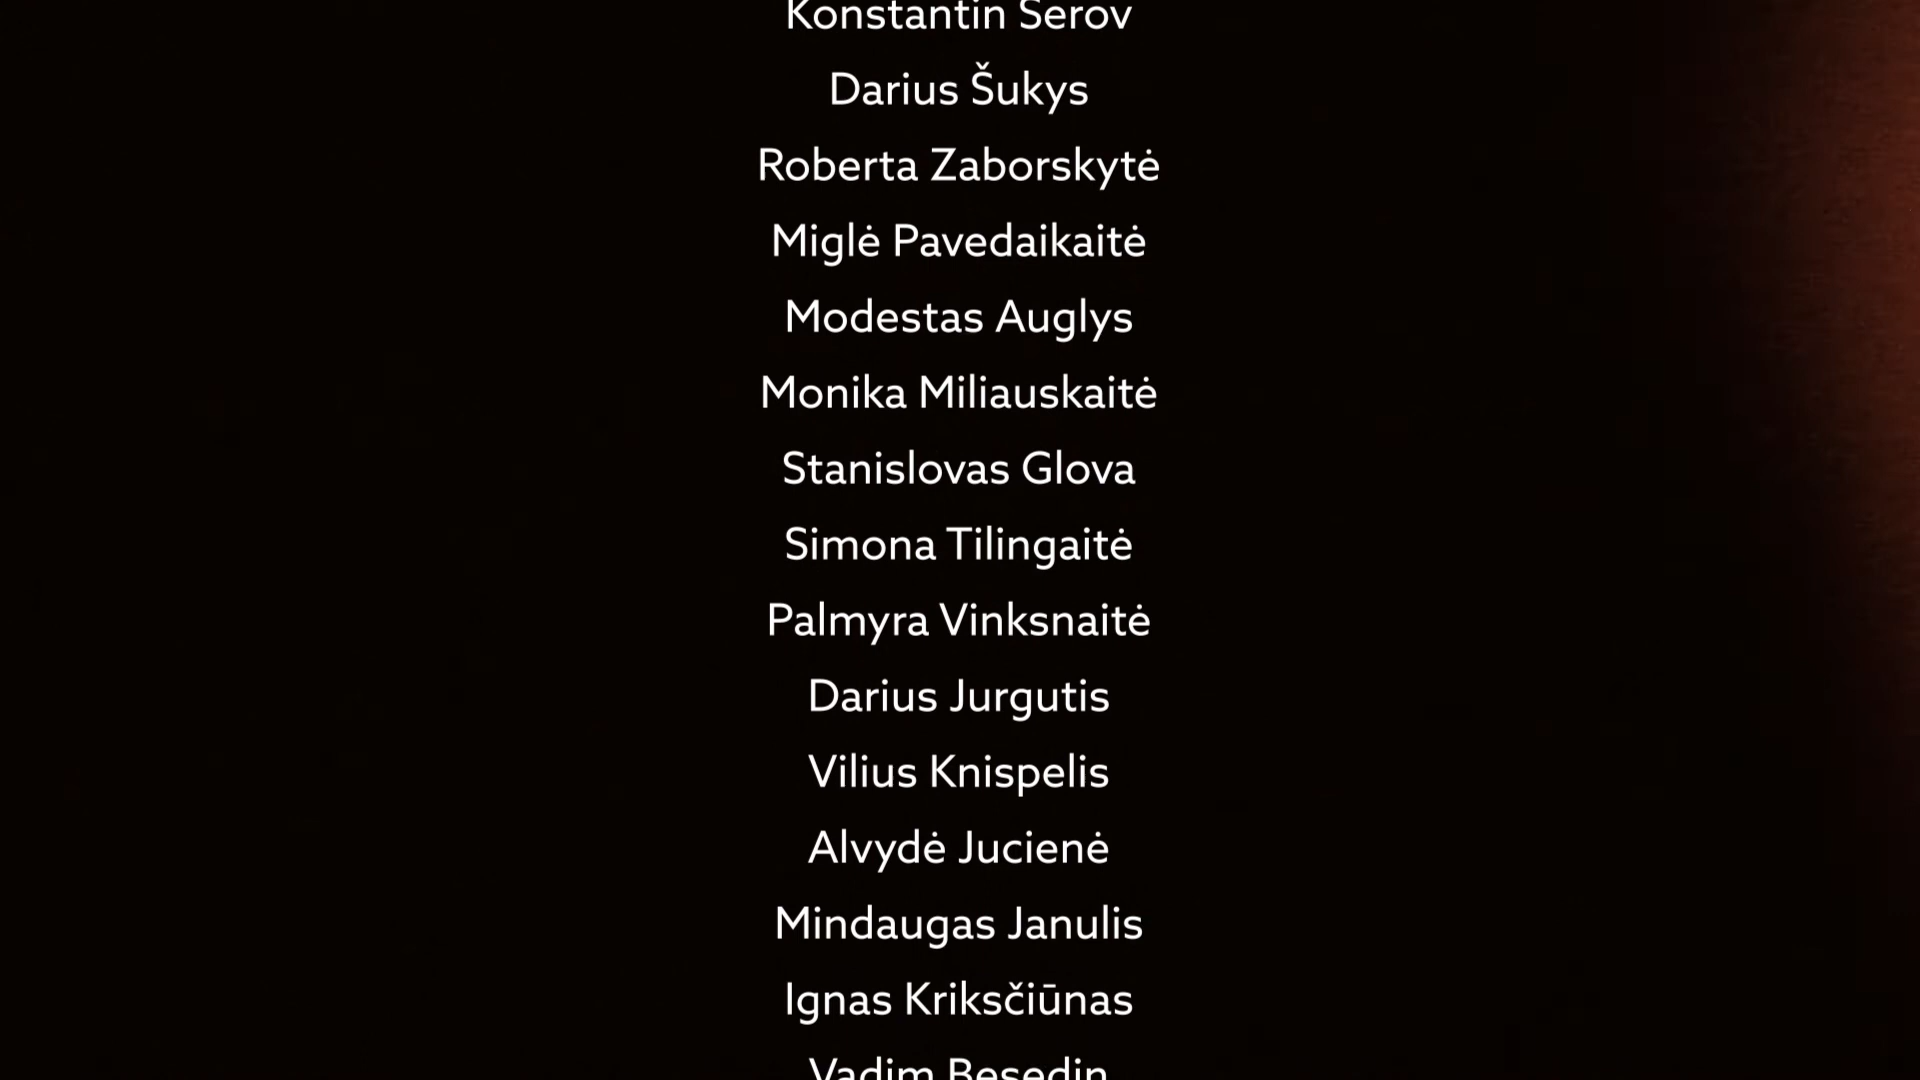 Konstantin Serov
Darius Šukys
Roberta Zaborskytė
Miglė Pavedaikaitė
Modestas Auglys
Monika Miliauskaitė
Stanislovas Glova
Simona Tilingaitė
Palmyra Vinksnaitė
Darius Jurgutis
Vilius Knispelis
Alvydė Jucienė
Mindaugas Janulis
Ignas Kriksčiūnas
Vadim Besedin